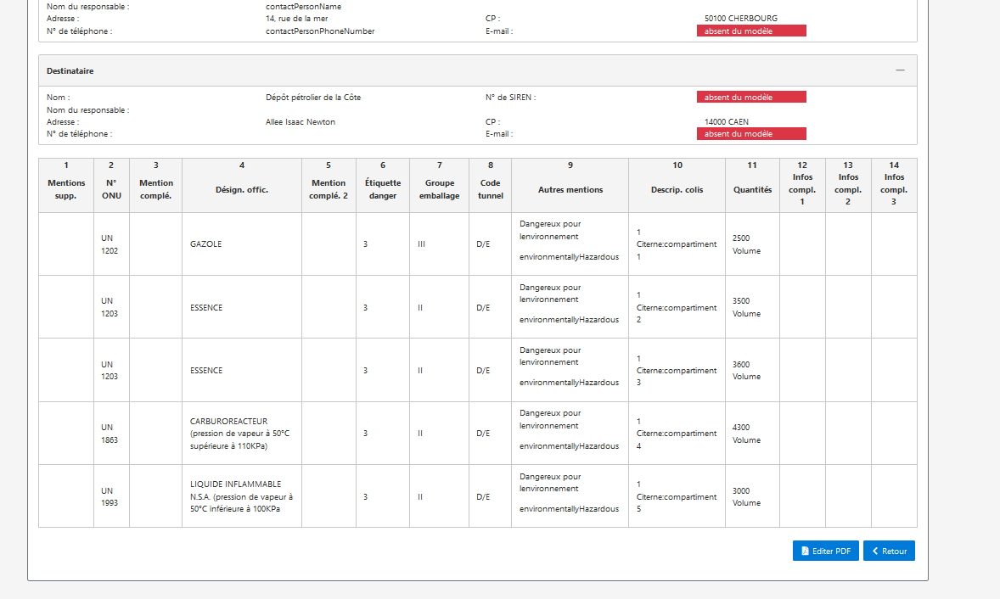 Nom du responsable : contactPersonName
Adresse : 14, rue de la mer CP : 50100 CHERBOURG
N° de téléphone : contactPersonPhoneNumber E-mail : absent du modèle
Destinataire —
Nom : Dépôt pétrolier de la Côte N° de SIREN : absent du modèle
Nom du responsable :
Adresse : Allee Isaac Newton CP : 14000 CAEN
N° de téléphone : E-mail : absent du modèle
1
Mentions
supp.
2
N°
ONU
3
Mention
complé.
4
Désign. offic.
5
Mention
complé. 2
6
Étiquette
danger
7
Groupe
emballage
8
Code
tunnel
9
Autres mentions
10
Descrip. colis
11
Quantités
12
Infos
compl.
1
13
Infos
compl.
2
14
Infos
compl.
3
UN
1202
GAZOLE
3
III
D/E
Dangereux pour
lenvironnement
environmentallyHazardous
1
Citerne:compartiment
1
2500
Volume
UN
1203
ESSENCE
3
II
D/E
Dangereux pour
lenvironnement
environmentallyHazardous
1
Citerne:compartiment
2
3500
Volume
UN
1203
ESSENCE
3
II
D/E
Dangereux pour
lenvironnement
environmentallyHazardous
1
Citerne:compartiment
3
3600
Volume
UN
1863
CARBUROREACTEUR
(pression de vapeur à 50°C
supérieure à 110KPa)
3
II
D/E
Dangereux pour
lenvironnement
environmentallyHazardous
1
Citerne:compartiment
4
4300
Volume
UN
1993
LIQUIDE INFLAMMABLE
N.S.A. (pression de vapeur à
50°C inférieure à 100KPa
3
II
D/E
Dangereux pour
lenvironnement
environmentallyHazardous
1
Citerne:compartiment
5
3000
Volume
Editer PDF
Retour